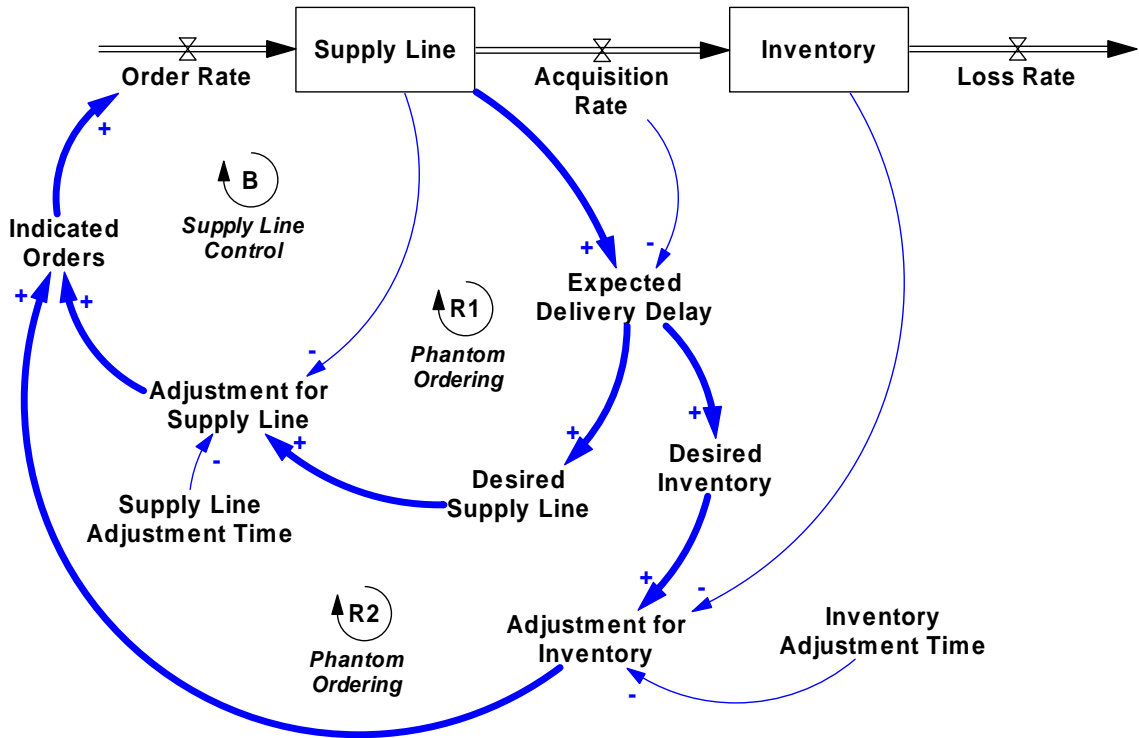 Supply Line
Inventory
Order Rate
Acquisition
Rate
Loss Rate
+
B
Supply Line
Control
Indicated
Orders
+
-
+
+
Expected
Delivery Delay
R1
Phantom
Ordering
-
Adjustment for
Supply Line
+
+
+
-
Desired
Supply Line
Desired
Inventory
Supply Line
Adjustment Time
+
-
R2
Phantom
Ordering
Adjustment for
Inventory
Inventory
Adjustment Time
-